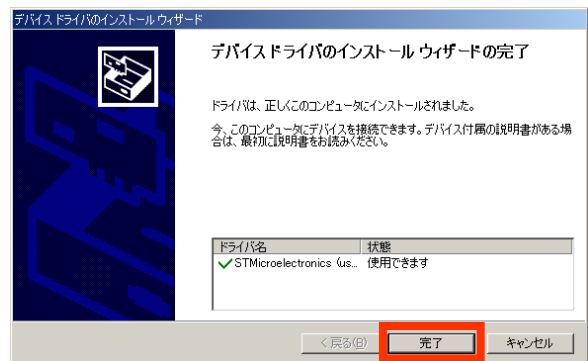 デバイス ドライバのインストール ウィザード
デバイス ドライバのインストール ウィザードの完了
ドライバは、正しくこのコンピュータにインストールされました。
今、このコンピュータにデバイスを接続できます。デバイス付属の説明書がある場
合は、最初に説明書をお読みください。
ドライバ名 状態
STMicroelectronics (us... 使用できます
< 戻る(B) 完了 キャンセル